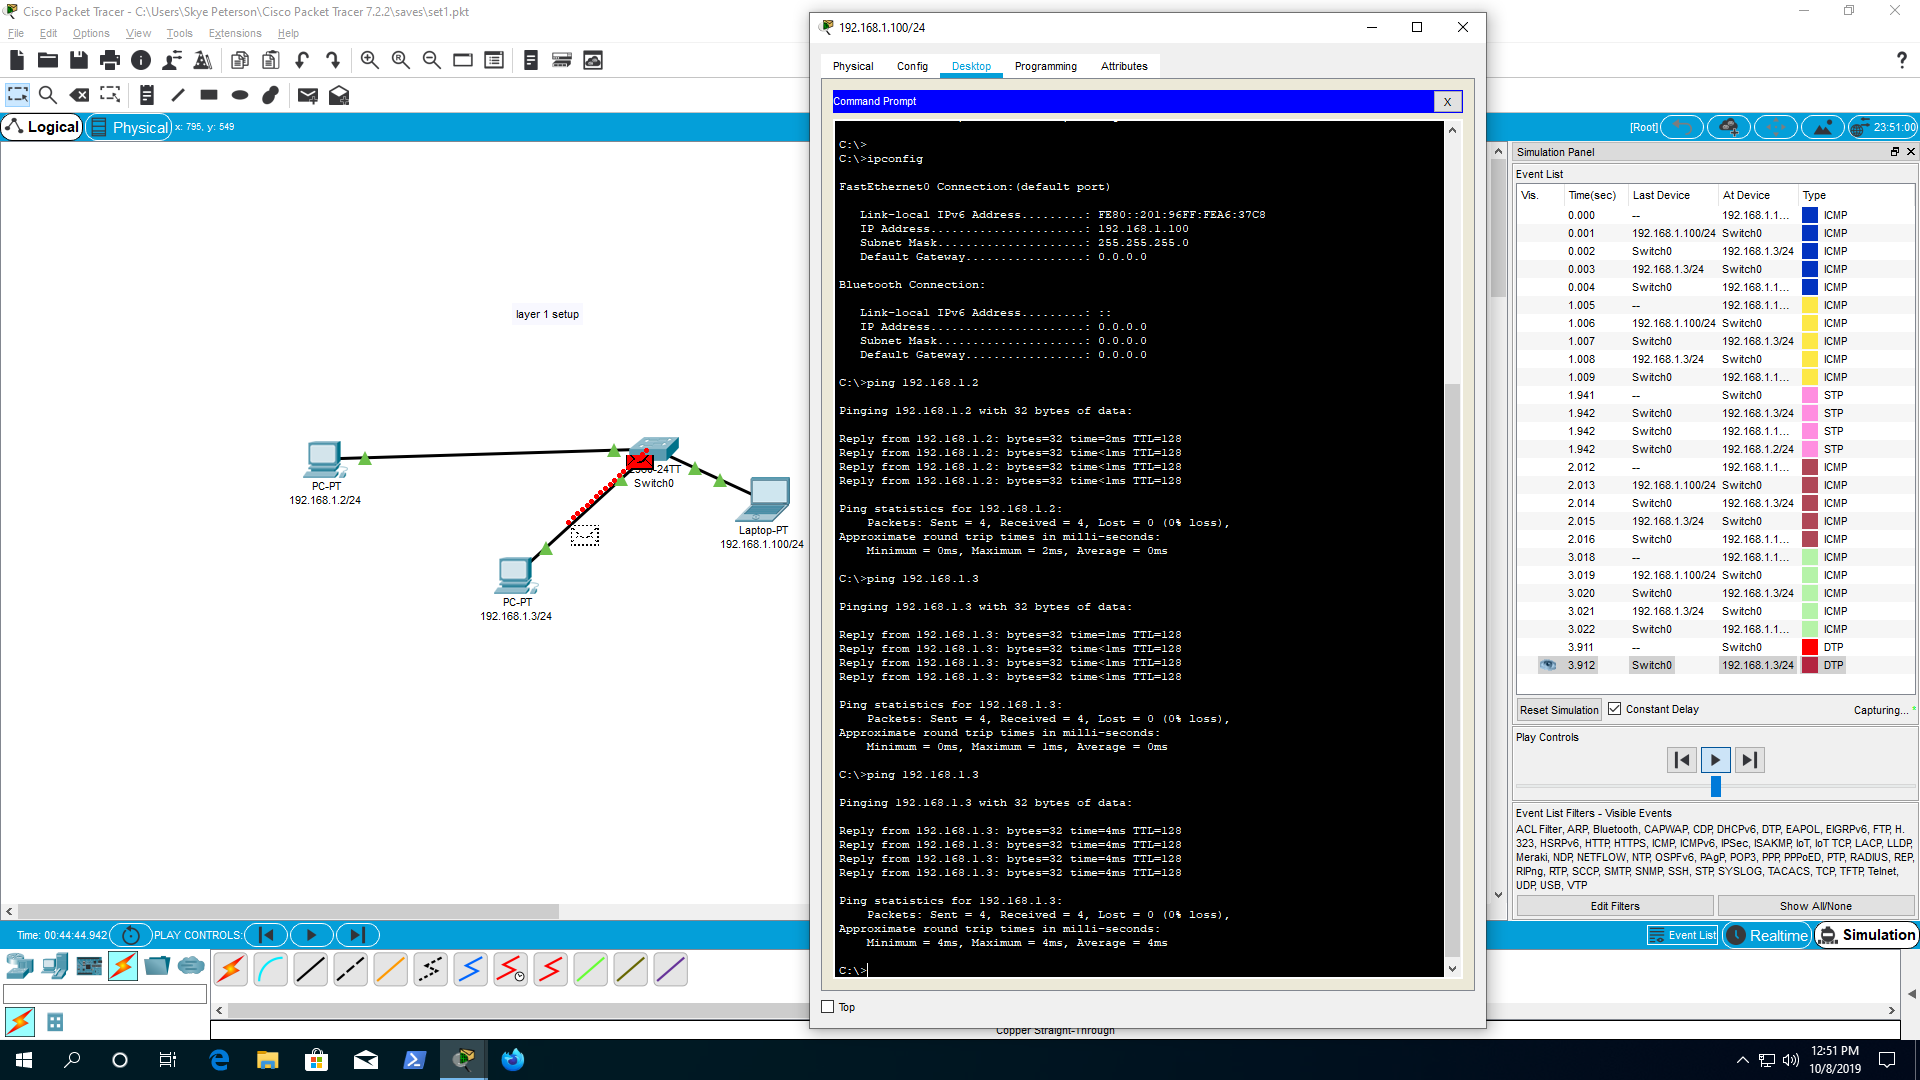 Cisco Packet Tracer - C:\Users\Skye Peterson\Cisco Packet Tracer 7.2.2\saves\set1.pkt
File Edit Options View Tools Extensions Help
Logical Physical x: 795, y: 549
[Root] 23:51:00
layer 1 setup
PC-PT
192.168.1.2/24
-24TT
Switch0
Laptop-PT
192.168.1.100/24
PC-PT
192.168.1.3/24
192.168.1.100/24
Physical Config Desktop Programming Attributes
Command Prompt X
C:\>
C:\>ipconfig
FastEthernet0 Connection:(default port)
Link-local IPv6 Address.........: FE80::201:96FF:FEA6:37C8
IP Address......................: 192.168.1.100
Subnet Mask.....................: 255.255.255.0
Default Gateway.................: 0.0.0.0
Bluetooth Connection:
Link-local IPv6 Address.........: ::
IP Address......................: 0.0.0.0
Subnet Mask.....................: 0.0.0.0
Default Gateway.................: 0.0.0.0
C:\>ping 192.168.1.2
Pinging 192.168.1.2 with 32 bytes of data:
Reply from 192.168.1.2: bytes=32 time=2ms TTL=128
Reply from 192.168.1.2: bytes=32 time<1ms TTL=128
Reply from 192.168.1.2: bytes=32 time<1ms TTL=128
Reply from 192.168.1.2: bytes=32 time<1ms TTL=128
Ping statistics for 192.168.1.2:
Packets: Sent = 4, Received = 4, Lost = 0 (0% loss),
Approximate round trip times in milli-seconds:
Minimum = 0ms, Maximum = 2ms, Average = 0ms
C:\>ping 192.168.1.3
Pinging 192.168.1.3 with 32 bytes of data:
Reply from 192.168.1.3: bytes=32 time=1ms TTL=128
Reply from 192.168.1.3: bytes=32 time<1ms TTL=128
Reply from 192.168.1.3: bytes=32 time<1ms TTL=128
Reply from 192.168.1.3: bytes=32 time<1ms TTL=128
Ping statistics for 192.168.1.3:
Packets: Sent = 4, Received = 4, Lost = 0 (0% loss),
Approximate round trip times in milli-seconds:
Minimum = 0ms, Maximum = 1ms, Average = 0ms
C:\>ping 192.168.1.3
Pinging 192.168.1.3 with 32 bytes of data:
Reply from 192.168.1.3: bytes=32 time=4ms TTL=128
Reply from 192.168.1.3: bytes=32 time=4ms TTL=128
Reply from 192.168.1.3: bytes=32 time=4ms TTL=128
Reply from 192.168.1.3: bytes=32 time=4ms TTL=128
Ping statistics for 192.168.1.3:
Packets: Sent = 4, Received = 4, Lost = 0 (0% loss),
Approximate round trip times in milli-seconds:
Minimum = 4ms, Maximum = 4ms, Average = 4ms
C:\>
Top
Simulation Panel
Event List
Vis. Time(sec) Last Device At Device Type
0.000 -- 192.168.1.1... ICMP
0.001 192.168.1.100/24 Switch0 ICMP
0.002 Switch0 192.168.1.3/24 ICMP
0.003 192.168.1.3/24 Switch0 ICMP
0.004 Switch0 192.168.1.1... ICMP
1.005 -- 192.168.1.1... ICMP
1.006 192.168.1.100/24 Switch0 ICMP
1.007 Switch0 192.168.1.3/24 ICMP
1.008 192.168.1.3/24 Switch0 ICMP
1.009 Switch0 192.168.1.1... ICMP
1.941 -- Switch0 STP
1.942 Switch0 192.168.1.3/24 STP
1.942 Switch0 192.168.1.1... STP
1.942 Switch0 192.168.1.2/24 STP
2.012 -- 192.168.1.1... ICMP
2.013 192.168.1.100/24 Switch0 ICMP
2.014 Switch0 192.168.1.3/24 ICMP
2.015 192.168.1.3/24 Switch0 ICMP
2.016 Switch0 192.168.1.1... ICMP
3.018 -- 192.168.1.1... ICMP
3.019 192.168.1.100/24 Switch0 ICMP
3.020 Switch0 192.168.1.3/24 ICMP
3.021 192.168.1.3/24 Switch0 ICMP
3.022 Switch0 192.168.1.1... ICMP
3.911 -- Switch0 DTP
3.912 Switch0 192.168.1.3/24 DTP
Reset Simulation Constant Delay Capturing...
Play Controls
Event List Filters - Visible Events
ACL Filter, ARP, Bluetooth, CAPWAP, CDP, DHCPv6, DTP, EAPOL, EIGRPv6, FTP, H.
323, HSRPv6, HTTP, HTTPS, ICMP, ICMPv6, IPSec, ISAKMP, IoT, IoT TCP, LACP, LLDP,
Meraki, NDP, NETFLOW, NTP, OSPFv6, PAgP, POP3, PPP, PPPoED, PTP, RADIUS, REP,
RIPng, RTP, SCCP, SMTP, SNMP, SSH, STP, SYSLOG, TACACS, TCP, TFTP, Telnet,
UDP, USB, VTP
Edit Filters Show All/None
Time: 00:44:44.942 PLAY CONTROLS:
Event List Realtime Simulation
Copper Straight-Through
12:51 PM
10/8/2019